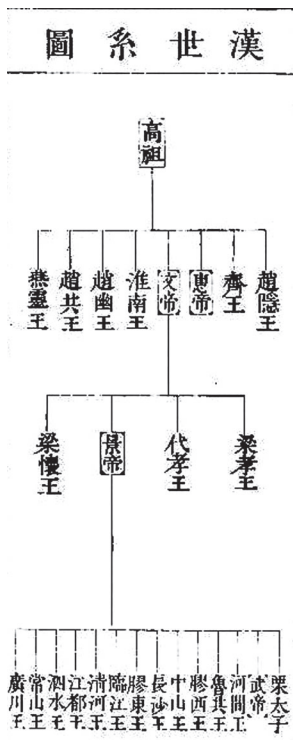 漢世系圖
高祖
趙隱王
齊王
惠帝
文帝
淮南王
趙幽王
趙共王
燕靈王
梁孝王
代孝王
景帝
梁懷王
栗太子
武帝
河間王
魯共王
膠西王
中山王
長沙王
膠東王
臨江王
清河王
江都王
泗水王
常山王
廣川王